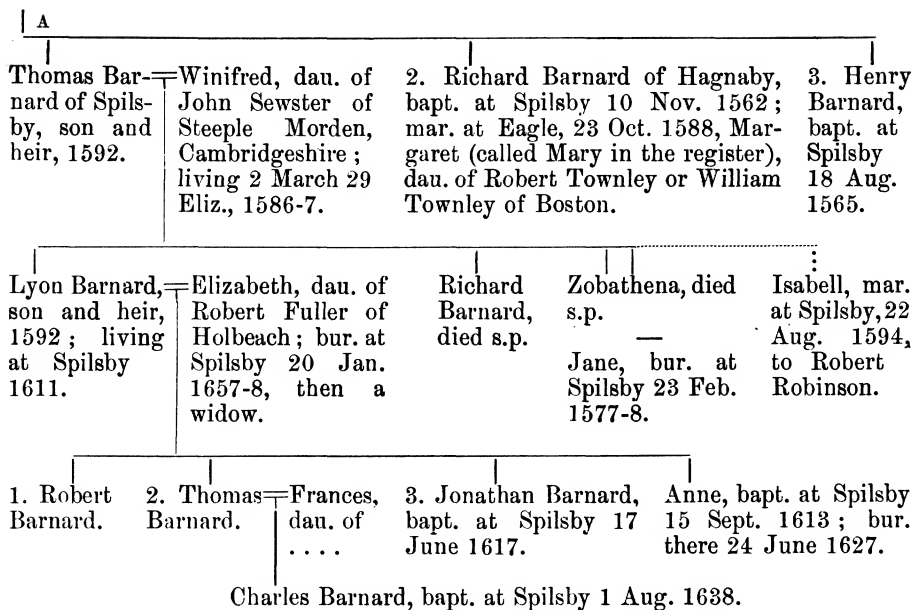 A
Thomas Bar-
nard of Spils-
by, son and
heir, 1592.
Winifred, dau. of
John Sewster of
Steeple Morden,
Cambridgeshire ;
living 2 March 29
Eliz., 1586-7.
2. Richard Barnard of Hagnaby,
bapt. at Spilsby 10 Nov. 1562 ;
mar. at Eagle, 23 Oct. 1588, Mar-
garet (called Mary in the register),
dau. of Robert Townley or William
Townley of Boston.
3. Henry
Barnard,
bapt. at
Spilsby
18 Aug.
1565.
Lyon Barnard,
son and heir,
1592 ; living
at Spilsby
1611.
Elizabeth, dau. of
Robert Fuller of
Holbeach ; bur. at
Spilsby 20 Jan.
1657-8, then a
widow.
Richard
Barnard,
died s.p.
Zobathena, died
s.p.
—
Jane, bur. at
Spilsby 23 Feb.
1577-8.
Isabell, mar.
at Spilsby, 22
Aug. 1594,
to Robert
Robinson.
1. Robert
Barnard.
2. Thomas
Barnard.
Frances,
dau. of
. . . .
3. Jonathan Barnard,
bapt. at Spilsby 17
June 1617.
Anne, bapt. at Spilsby
15 Sept. 1613 ; bur.
there 24 June 1627.
Charles Barnard, bapt. at Spilsby 1 Aug. 1638.